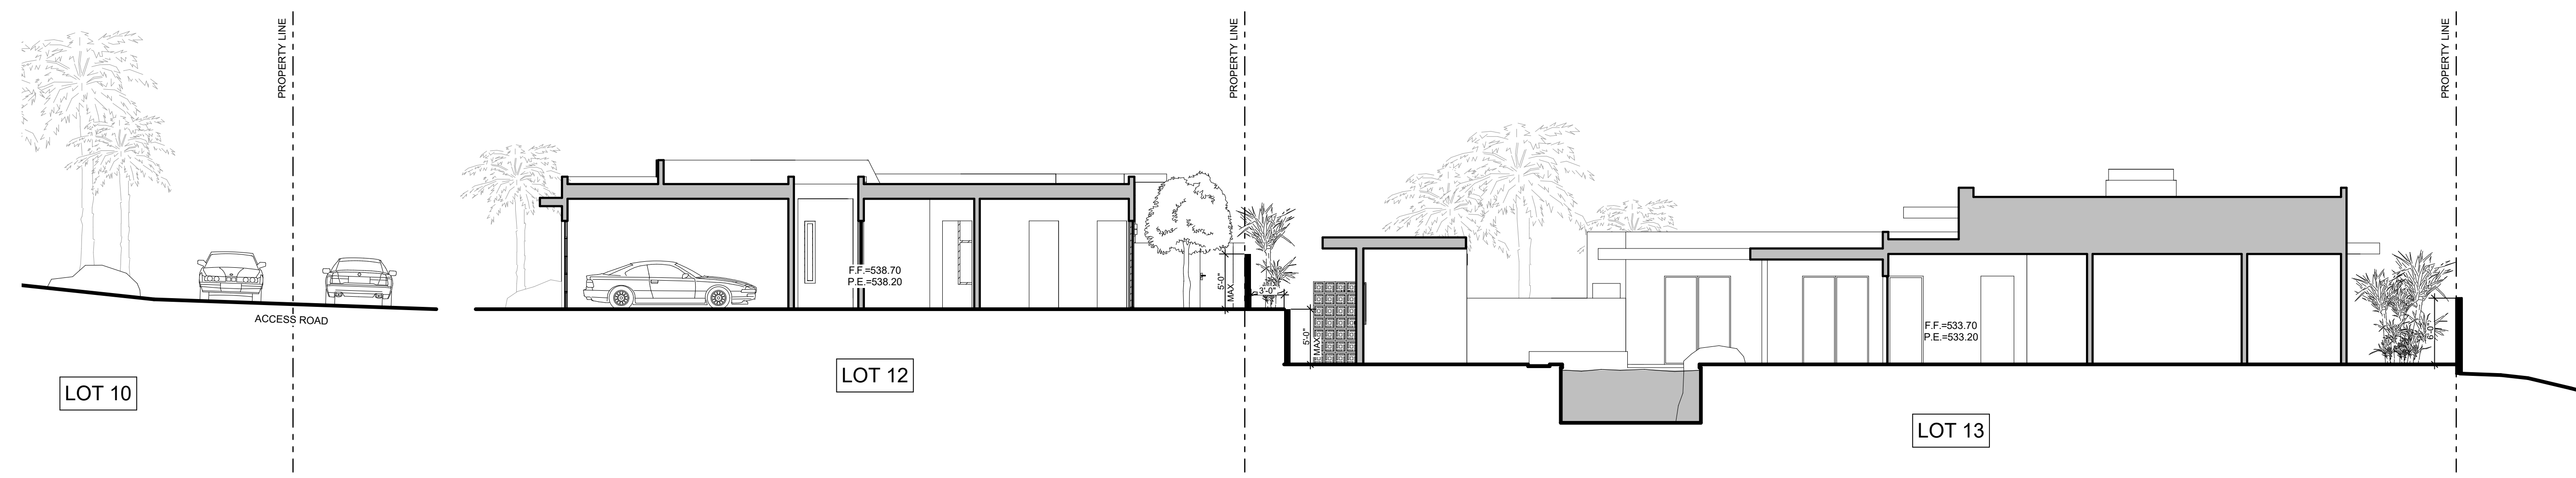 PROPERTY LINE
PROPERTY LINE
PROPERTY LINE
F.F.=538.70
P.E.=538.20
5'-0"
MAX.
3'-0"
ACCESS ROAD
5'-0"
MAX.
F.F.=533.70
P.E.=533.20
6'-0"
LOT 10
LOT 12
LOT 13